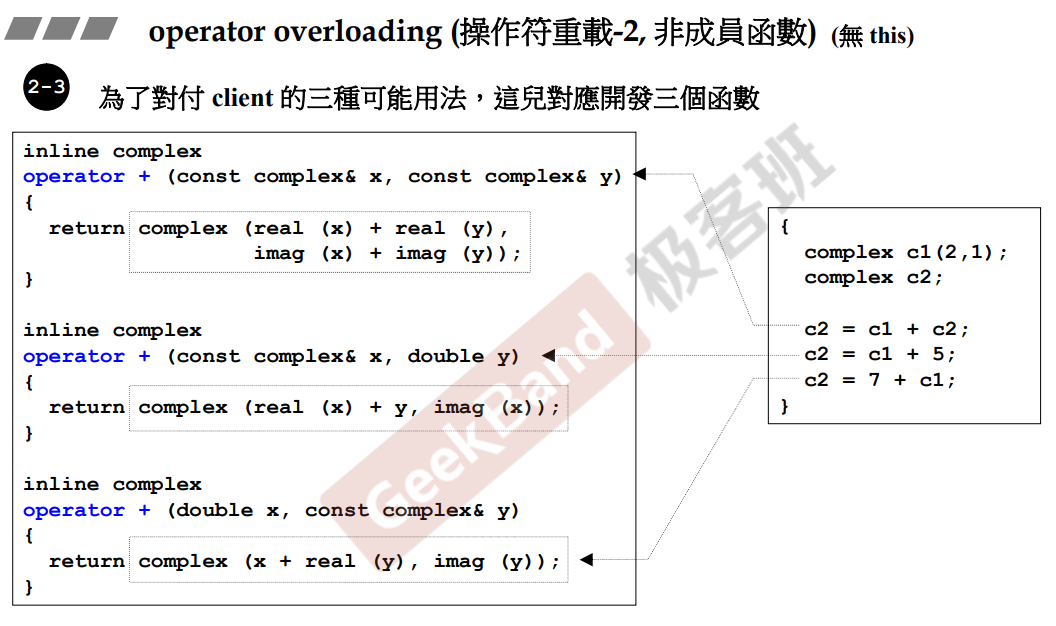 operator overloading (操作符重載-2, 非成員函數) (無 this)
2-3
為了對付 client 的三種可能用法，這兒對應開發三個函數
inline complex
operator + (const complex& x, const complex& y)
{
  return complex (real (x) + real (y),
                  imag (x) + imag (y));
}
inline complex
operator + (const complex& x, double y)
{
  return complex (real (x) + y, imag (x));
}
inline complex
operator + (double x, const complex& y)
{
  return complex (x + real (y), imag (y));
}
{
  complex c1(2,1);
  complex c2;
  c2 = c1 + c2;
  c2 = c1 + 5;
  c2 = 7 + c1;
}
GeekBand 极客班